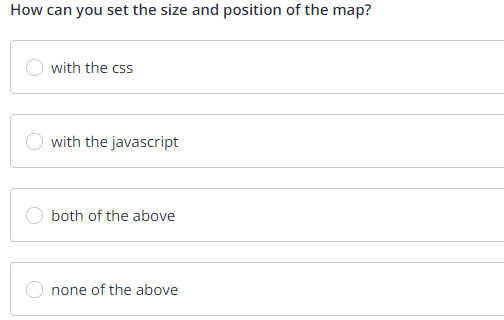 How can you set the size and position of the map?
with the css
with the javascript
both of the above
none of the above